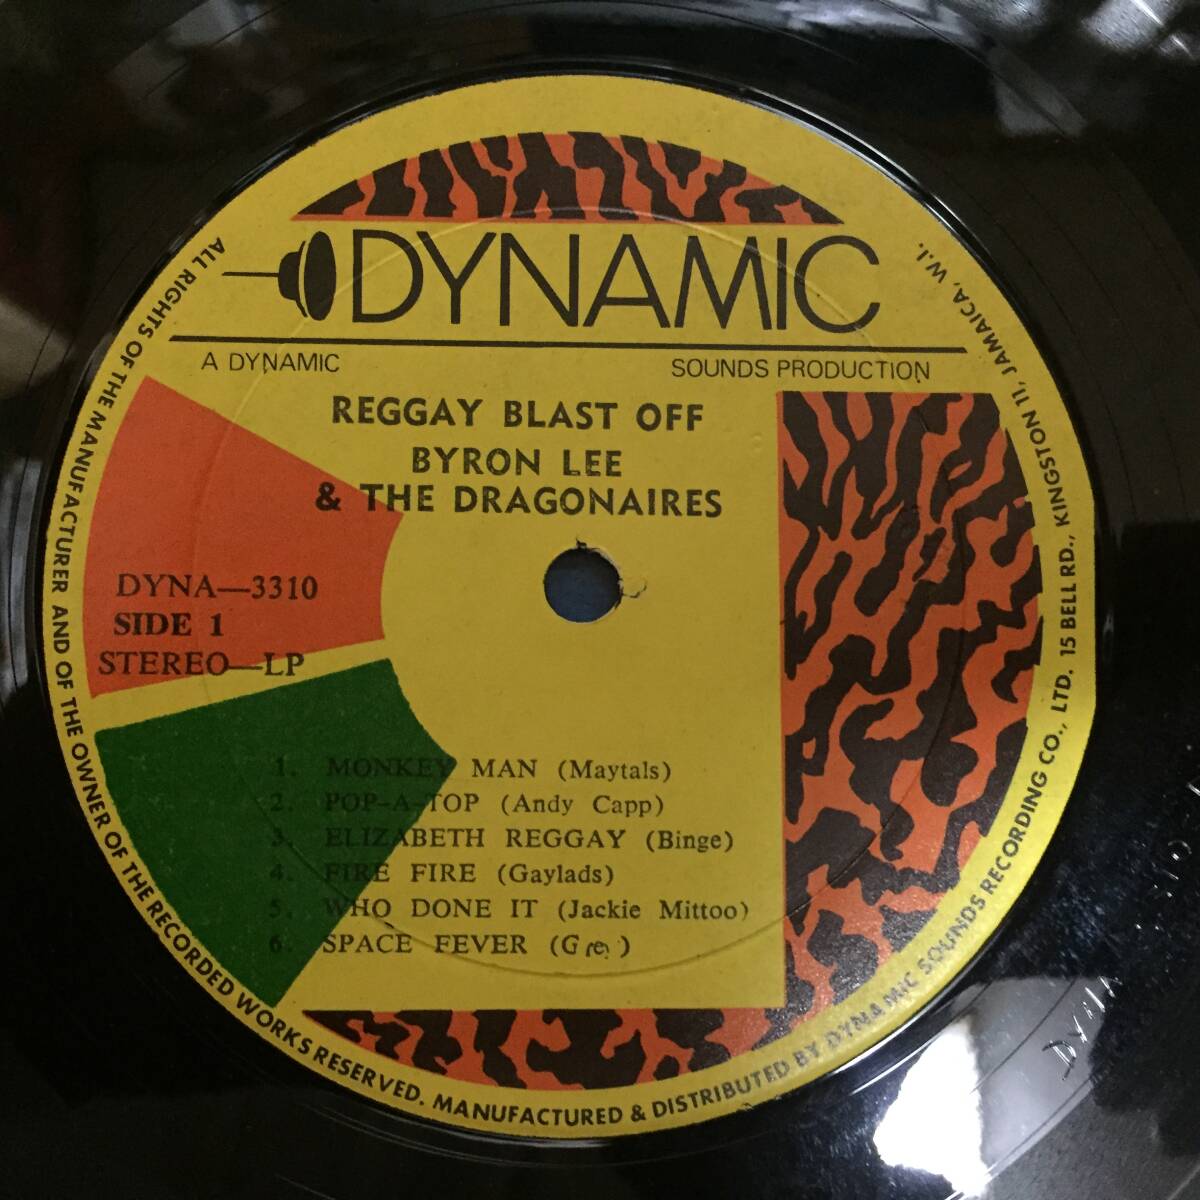 DYNAMIC
A DYNAMIC SOUNDS PRODUCTION
REGGAY BLAST OFF
BYRON LEE
& THE DRAGONAIRES
DYNA—3310
SIDE 1
STEREO—LP
1. MONKEY MAN (Maytals)
2. POP-A-TOP (Andy Capp)
3. ELIZABETH REGGAY (Binge)
4. FIRE FIRE (Gaylads)
5. WHO DONE IT (Jackie Mittoo)
6. SPACE FEVER (Grey)
ALL RIGHTS OF THE MANUFACTURER AND OF THE OWNER OF THE RECORDED WORKS RESERVED. MANUFACTURED & DISTRIBUTED BY DYNAMIC SOUNDS RECORDING CO., LTD. 15 BELL RD., KINGSTON 11, JAMAICA, W.I.